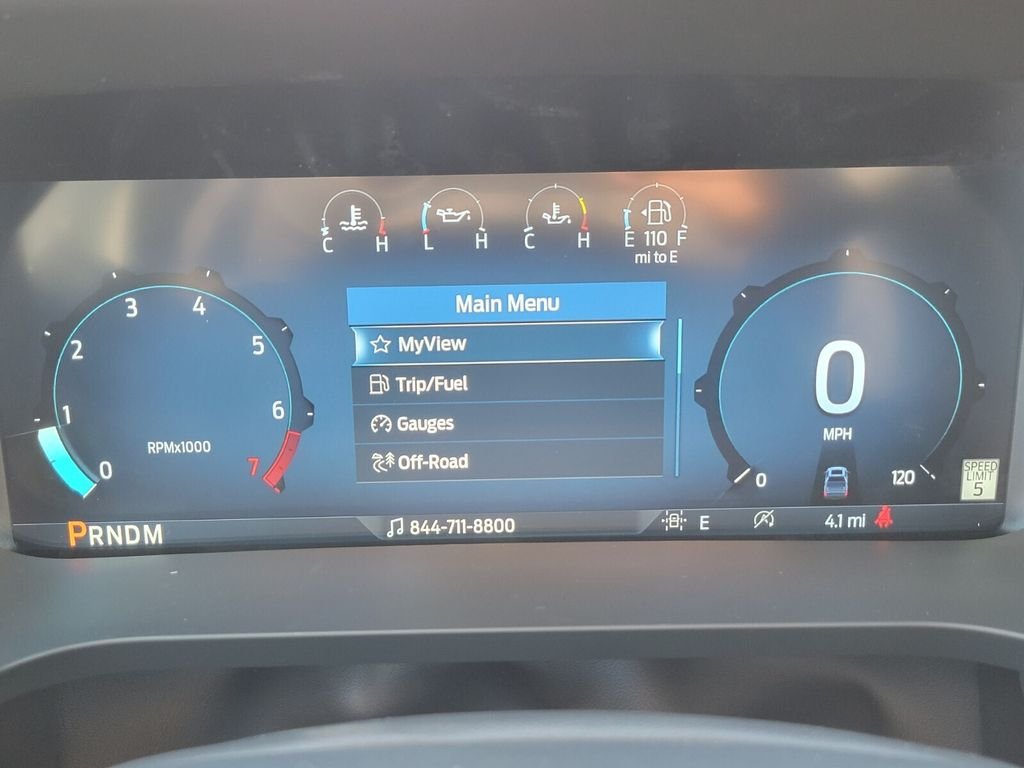 C H
L H
C H
E 110 F
mi to E
Main Menu
MyView
Trip/Fuel
Gauges
Off-Road
0
1
2
3
4
5
6
7
RPMx1000
0
MPH
0
120
SPEED
LIMIT
5
PRNDM
844-711-8800
E
4.1 mi